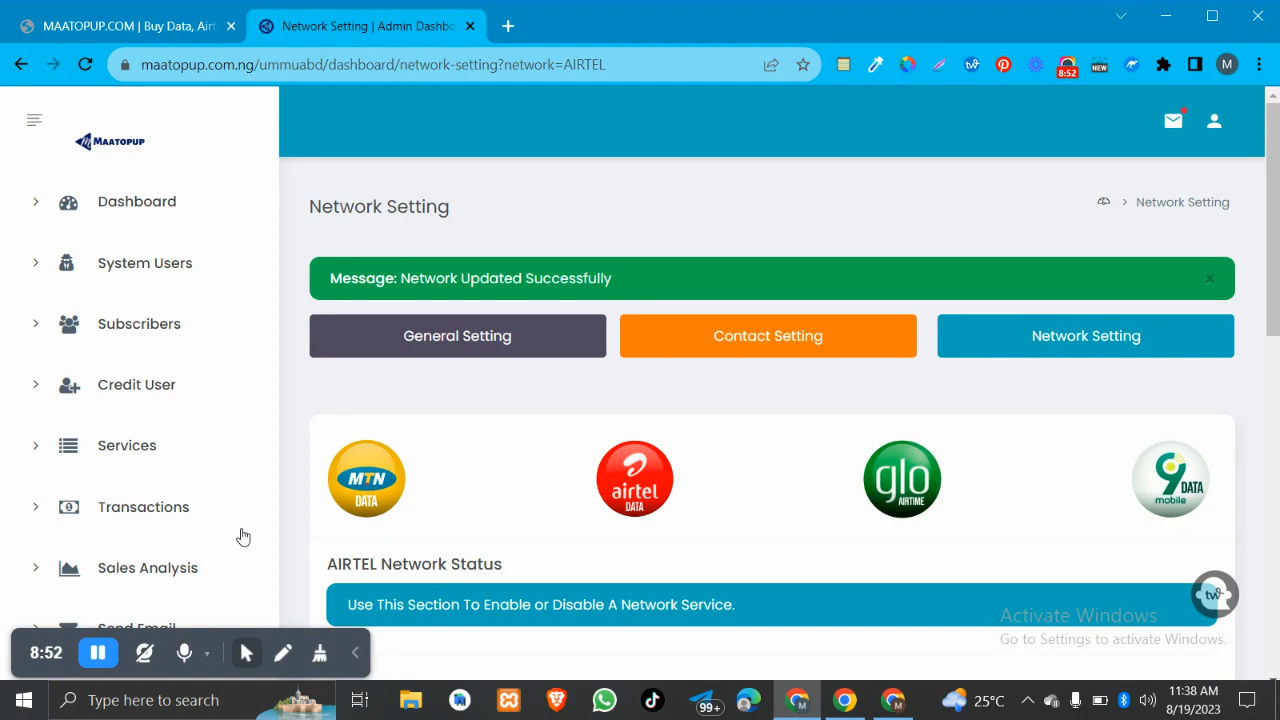 MAATOPUP.COM | Buy Data, Airt
Network Setting | Admin Dashbo
maatopup.com.ng/ummuabd/dashboard/network-setting?network=AIRTEL
8:52
NEW
M
MAATOPUP
Dashboard
System Users
Subscribers
Credit User
Services
Transactions
Sales Analysis
Send Email
Network Setting
Network Setting
Message: Network Updated Successfully
General Setting
Contact Setting
Network Setting
MTN
DATA
airtel
DATA
glo
AIRTIME
9
DATA
mobile
AIRTEL Network Status
Use This Section To Enable or Disable A Network Service.
tv
Activate Windows
Go to Settings to activate Windows.
8:52
Type here to search
99+
25°C
11:38 AM
8/19/2023